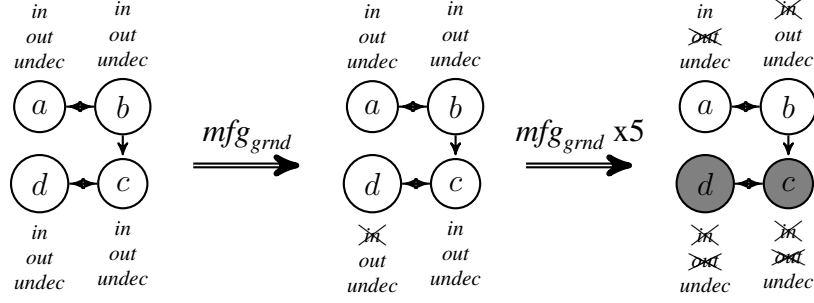 in in in in in in
out out out out out out
undec undec undec undec undec undec
a b a b a b
mfg_grnd mfg_grnd x5
d c d c d c
in in in in in in
out out out out out out
undec undec undec undec undec undec